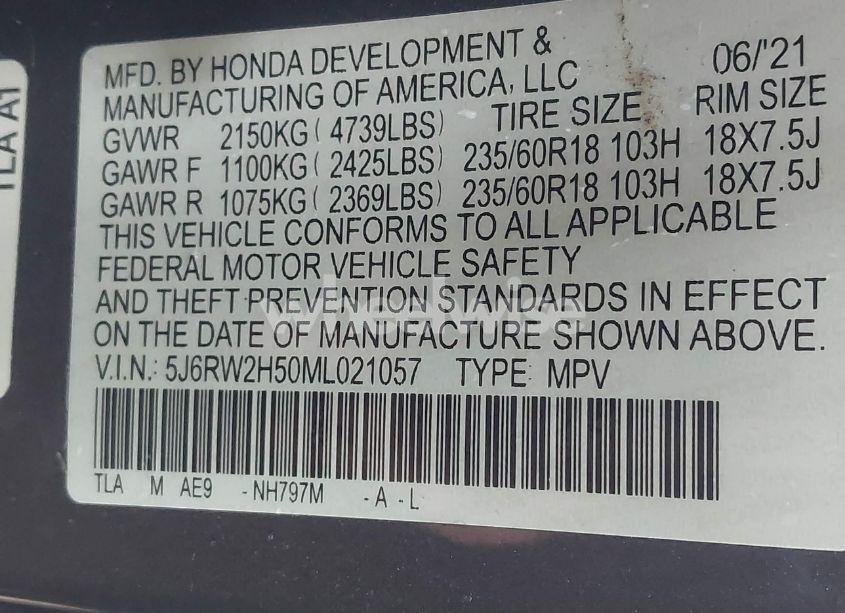 MFD. BY HONDA DEVELOPMENT & 06/'21
MANUFACTURING OF AMERICA, LLC
GVWR 2150KG ( 4739LBS) TIRE SIZE RIM SIZE
GAWR F 1100KG ( 2425LBS) 235/60R18 103H 18X7.5J
GAWR R 1075KG ( 2369LBS) 235/60R18 103H 18X7.5J
THIS VEHICLE CONFORMS TO ALL APPLICABLE
FEDERAL MOTOR VEHICLE SAFETY
AND THEFT PREVENTION STANDARDS IN EFFECT
ON THE DATE OF MANUFACTURE SHOWN ABOVE.
V.I.N.: 5J6RW2H50ML021057 TYPE: MPV
TLA M AE9 -NH797M -A -L
TLA A1
wheelwise